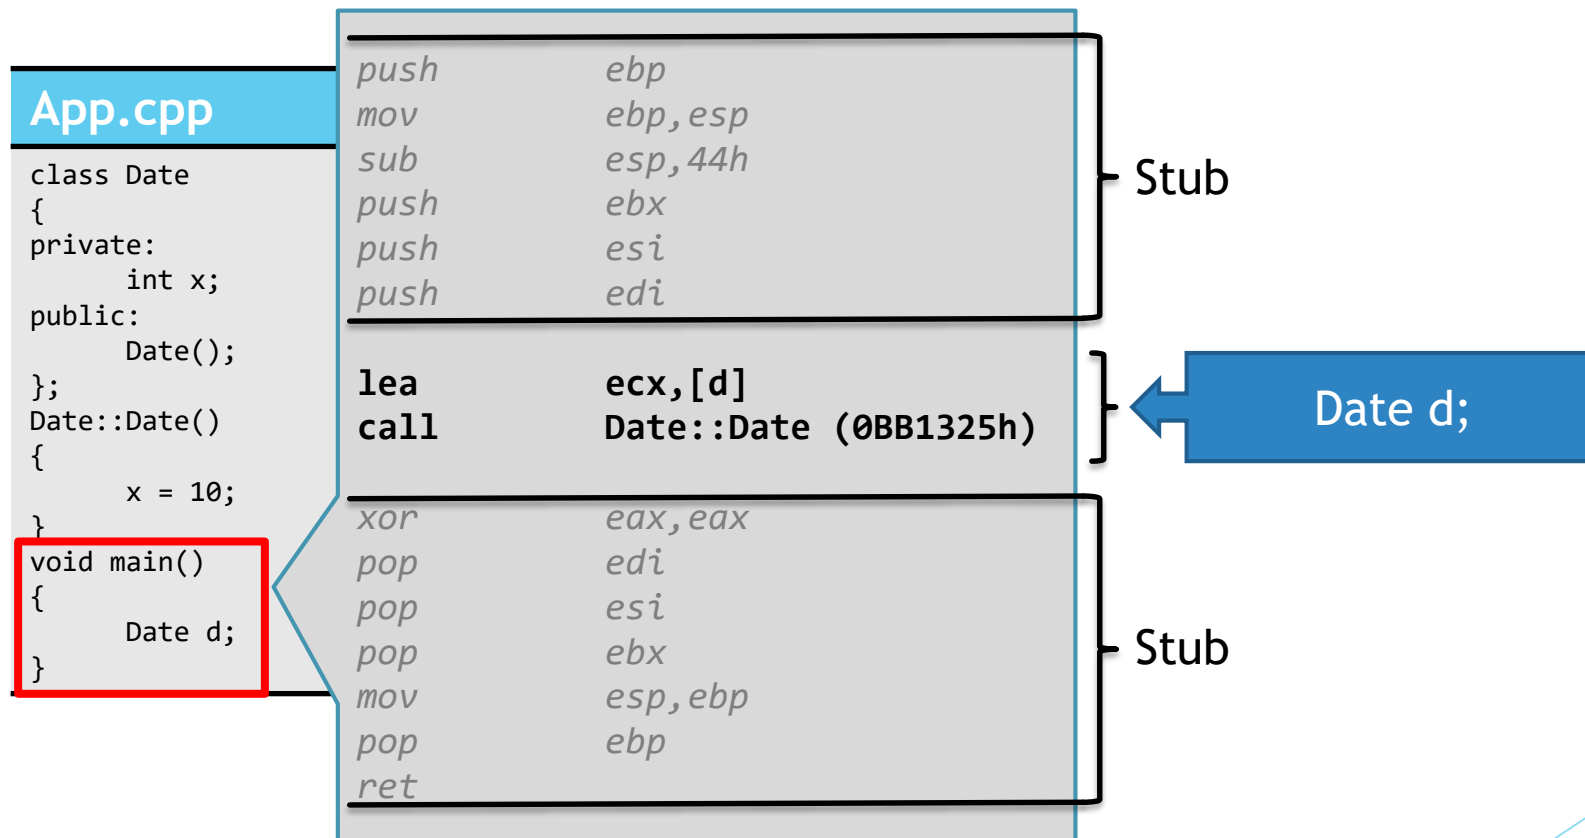 App.cpp
class Date
{
private:
int x;
public:
Date();
};
Date::Date()
{
x = 10;
}
void main()
{
Date d;
}
push ebp
mov ebp,esp
sub esp,44h
push ebx
push esi
push edi
lea ecx,[d]
call Date::Date (0BB1325h)
xor eax,eax
pop edi
pop esi
pop ebx
mov esp,ebp
pop ebp
ret
Stub
Date d;
Stub